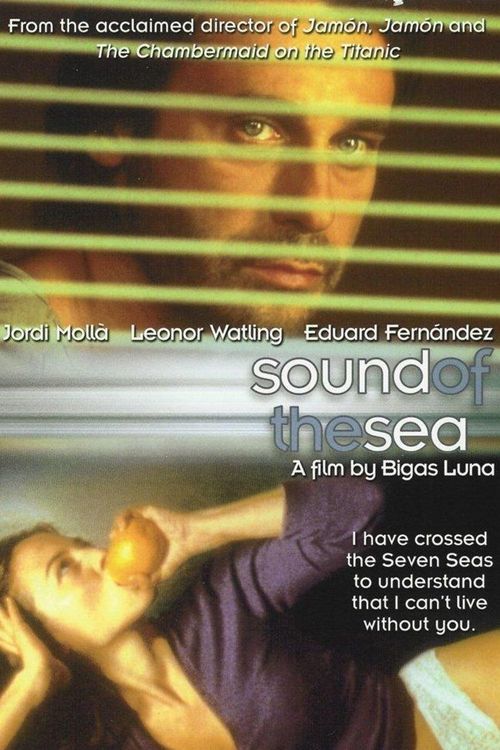 From the acclaimed director of Jamón, Jamón and
The Chambermaid on the Titanic
Jordi Mollà Leonor Watling Eduard Fernández
soundof
thesea
A film by Bigas Luna
I have crossed
the Seven Seas
to understand
that I can't live
without you.